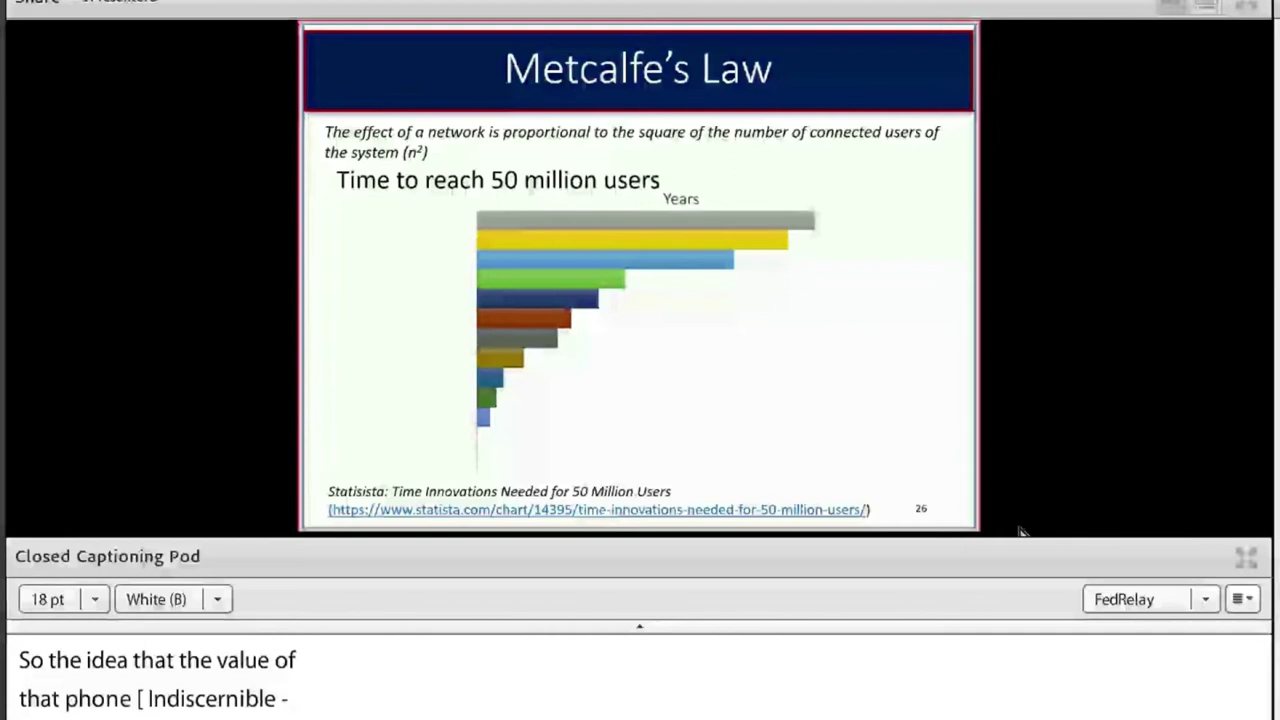 Metcalfe's Law
The effect of a network is proportional to the square of the number of connected users of
the system (n²)
Time to reach 50 million users
Years
Statisista: Time Innovations Needed for 50 Million Users
(https://www.statista.com/chart/14395/time-innovations-needed-for-50-million-users/)
26
Closed Captioning Pod
18 pt
White (B)
FedRelay
So the idea that the value of
that phone [ Indiscernible -